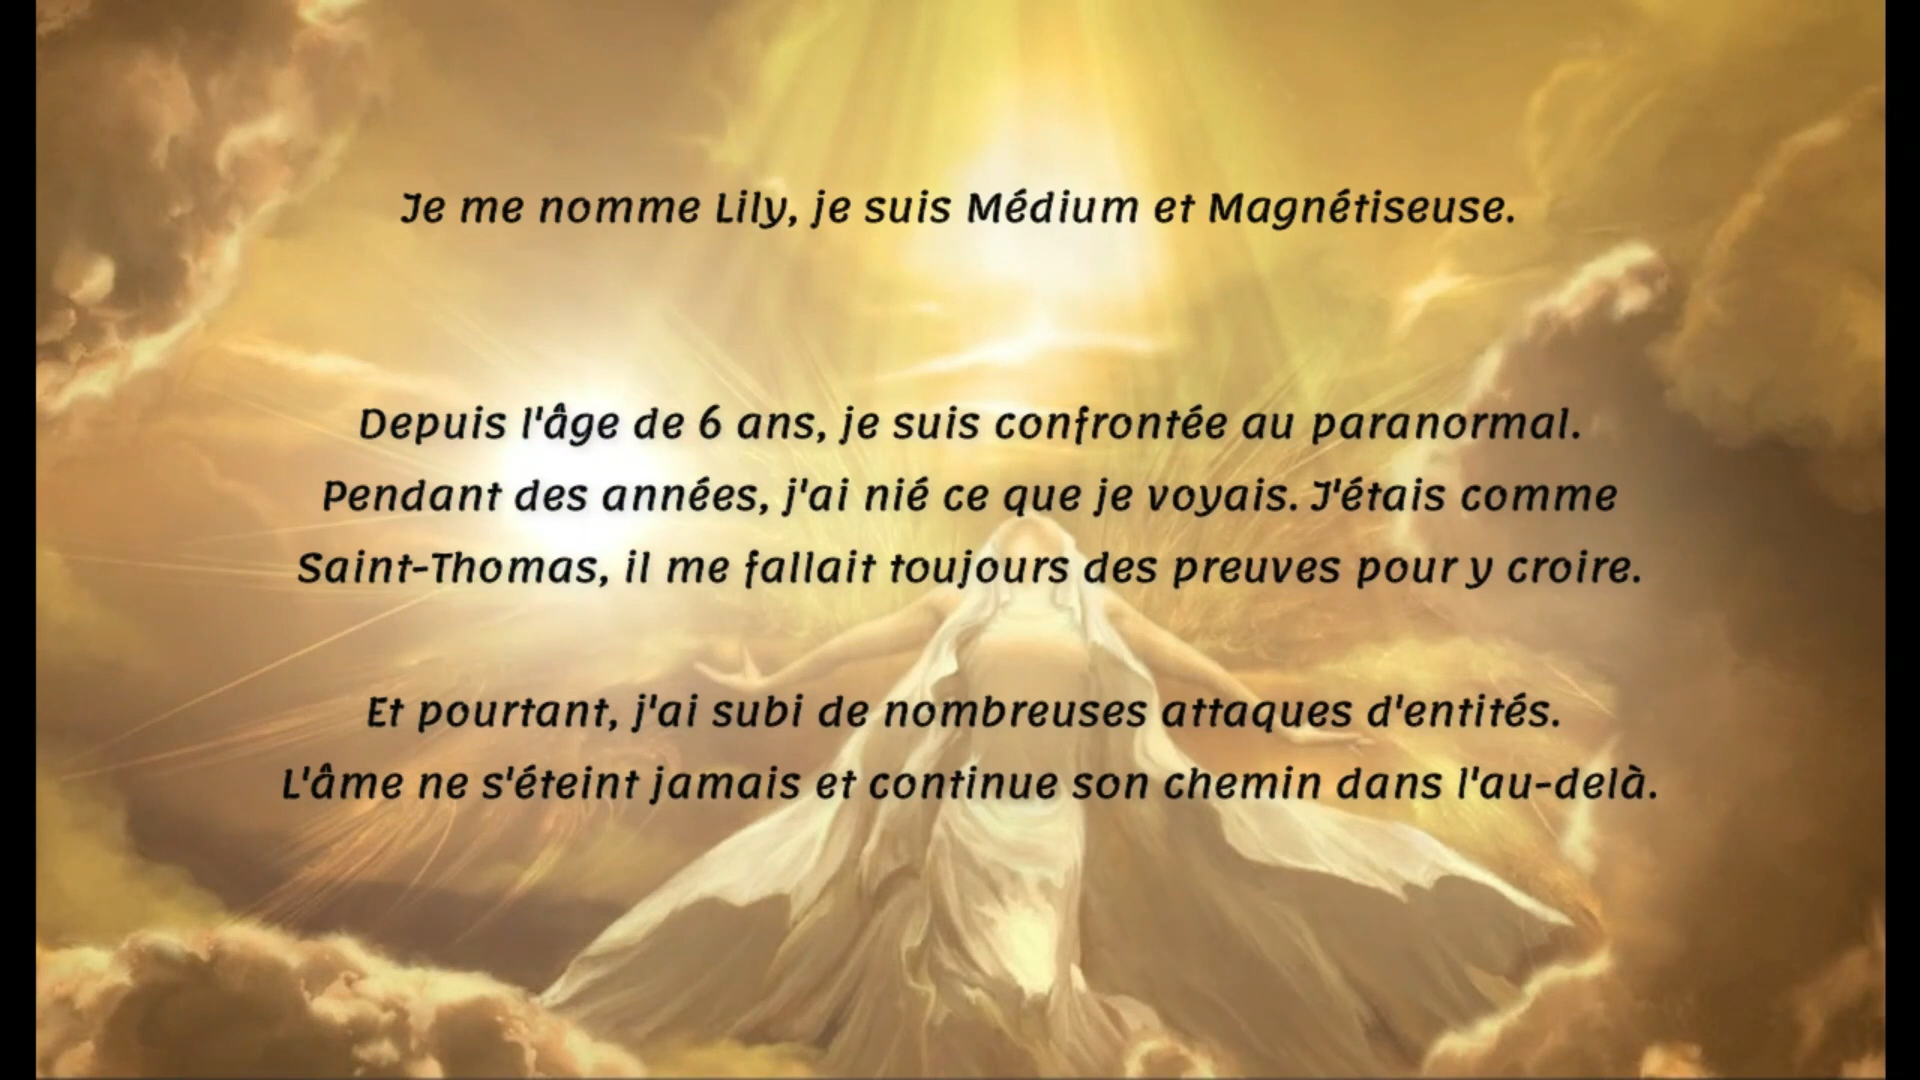 Je me nomme Lily, je suis Médium et Magnétiseuse.
Depuis l'âge de 6 ans, je suis confrontée au paranormal.
Pendant des années, j'ai nié ce que je voyais. J'étais comme
Saint-Thomas, il me fallait toujours des preuves pour y croire.
Et pourtant, j'ai subi de nombreuses attaques d'entités.
L'âme ne s'éteint jamais et continue son chemin dans l'au-delà.